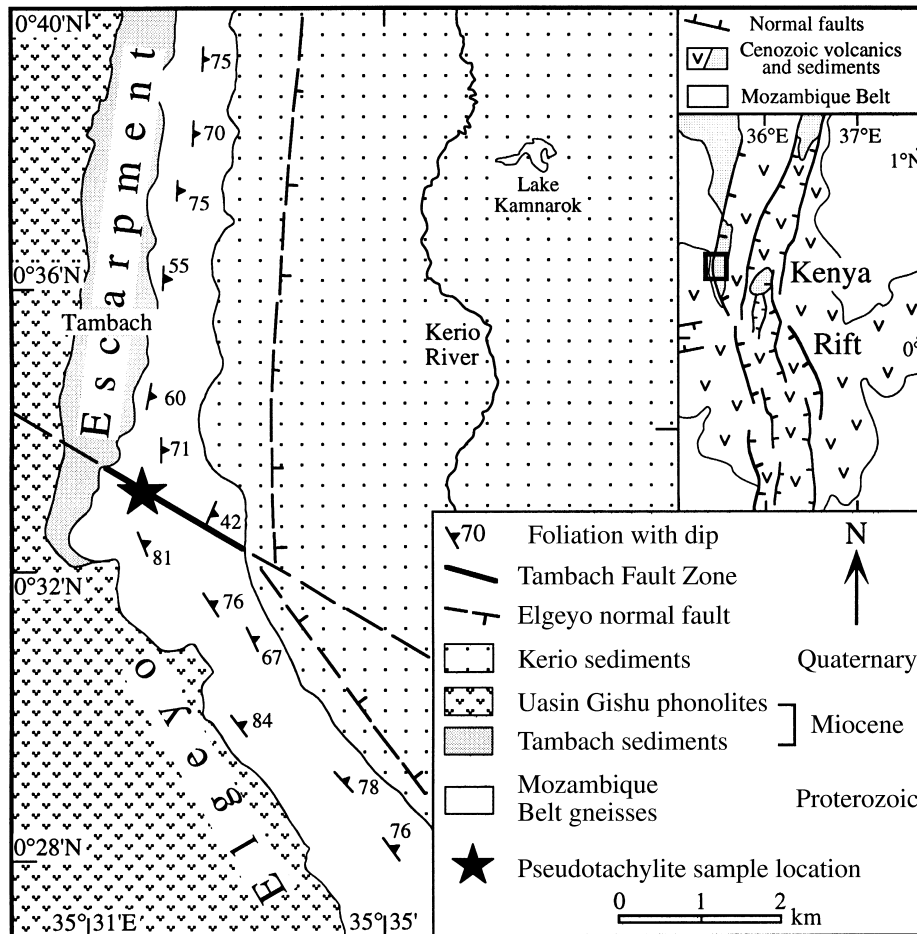 0°40'N
75
70
75
55
0°36'N
Tambach
60
71
42
81
0°32'N
76
67
84
78
76
0°28'N
35°31'E
35°35'
Elgeyo Escarpment
Lake
Kamnarok
Kerio
River
Normal faults
Cenozoic volcanics
and sediments
Mozambique Belt
36°E 37°E
1°N
Kenya
Rift
0°
70 Foliation with dip
N
Tambach Fault Zone
Elgeyo normal fault
Kerio sediments Quaternary
Uasin Gishu phonolites
Miocene
Tambach sediments
Mozambique
Belt gneisses Proterozoic
Pseudotachylite sample location
0 1 2
km